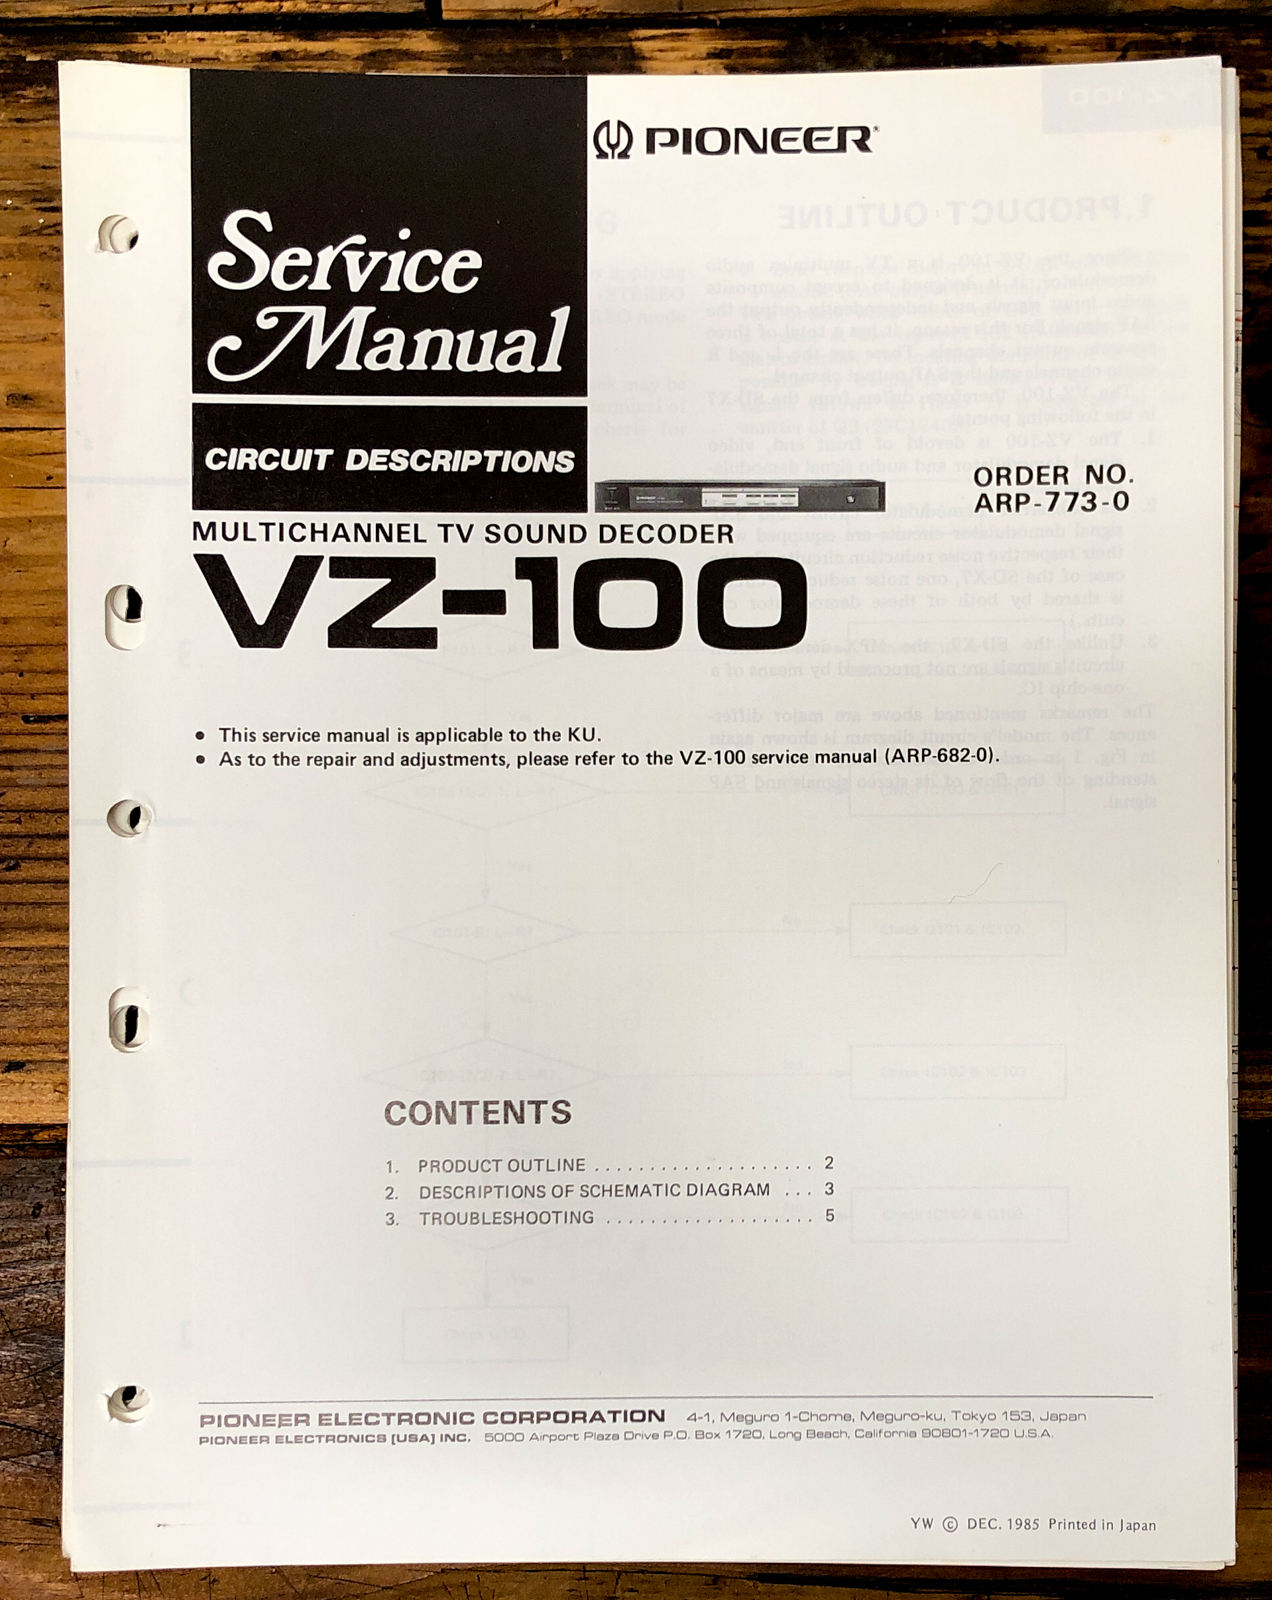 PIONEER
Service
Manual
CIRCUIT DESCRIPTIONS
ORDER NO.
ARP-773-0
MULTICHANNEL TV SOUND DECODER
VZ-100
• This service manual is applicable to the KU.
• As to the repair and adjustments, please refer to the VZ-100 service manual (ARP-682-0).
CONTENTS
1. PRODUCT OUTLINE . . . . . . . . . . . . . . . . . . . . 2
2. DESCRIPTIONS OF SCHEMATIC DIAGRAM . . . 3
3. TROUBLESHOOTING . . . . . . . . . . . . . . . . . . . 5
PIONEER ELECTRONIC CORPORATION 4-1, Meguro 1-Chome, Meguro-ku, Tokyo 153, Japan
PIONEER ELECTRONICS [USA] INC. 5000 Airport Plaza Drive P.O. Box 1720, Long Beach, California 90801-1720 U.S.A.
YW © DEC. 1985 Printed in Japan